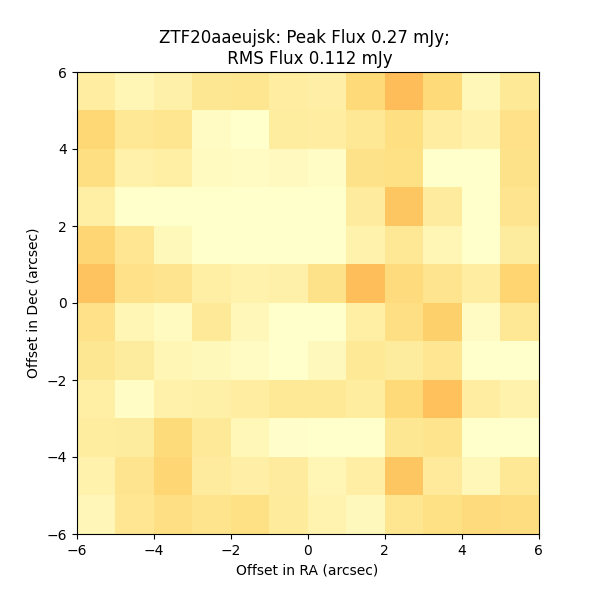 ZTF20aaeujsk: Peak Flux 0.27 mJy;
RMS Flux 0.112 mJy
6
4
2
0
−2
−4
−6
Offset in Dec (arcsec)
−6 −4 −2 0 2 4 6
Offset in RA (arcsec)